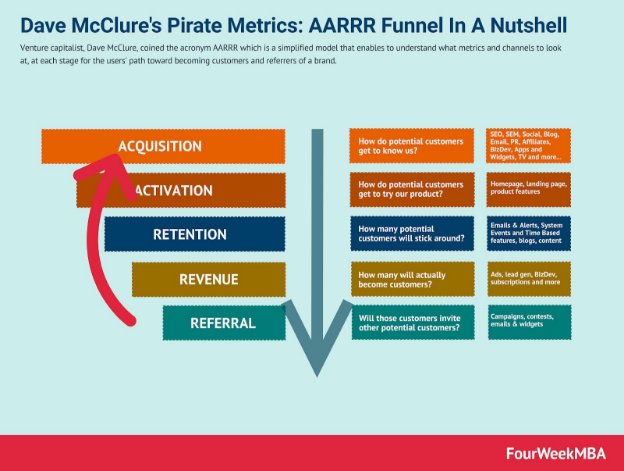 Dave McClure's Pirate Metrics: AARRR Funnel In A Nutshell
Venture capitalist, Dave McClure, coined the acronym AARRR which is a simplified model that enables to understand what metrics and channels to look
at, at each stage for the users' path toward becoming customers and referrers of a brand.
ACQUISITION
How do potential customers
get to know us?
SEO, SEM, Social, Blog,
Email, PR, Affiliates,
BizDev, Apps and
Widgets, TV and more...
ACTIVATION
How do potential customers
get to try our product?
Homepage, landing page,
product features
RETENTION
How many potential
customers will stick around?
Emails & Alerts, System
Events and Time Based
features, blogs, content
REVENUE
How many will actually
become customers?
Ads, lead gen, BizDev,
subscriptions and more
REFERRAL
Will those customers invite
other potential customers?
Campaigns, contests,
emails & widgets
FourWeekMBA